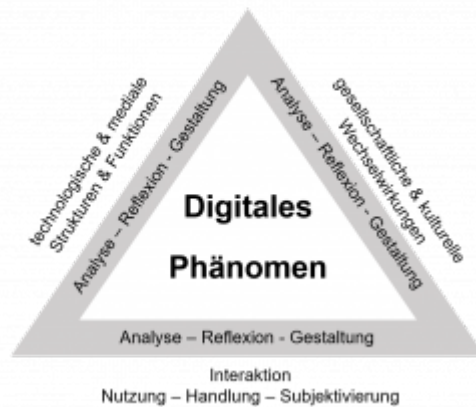 technologische & mediale
Strukturen & Funktionen
Analyse – Reflexion - Gestaltung
gesellschaftliche & kulturelle
Wechselwirkungen
Analyse – Reflexion - Gestaltung
Digitales
Phänomen
Analyse – Reflexion - Gestaltung
Interaktion
Nutzung – Handlung – Subjektivierung